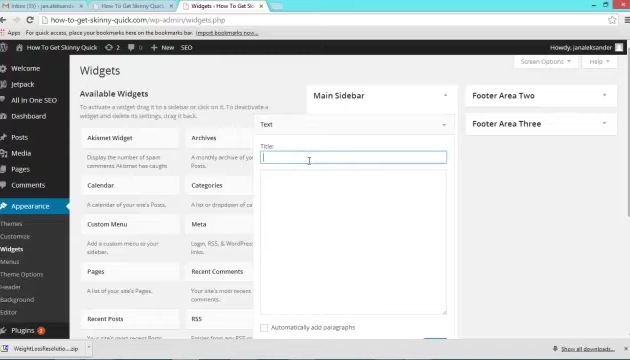 Inbox (15) - janaleksander
How To Get Skinny Quick
Widgets ‹ How To Get Skinny
how-to-get-skinny-quick.com/wp-admin/widgets.php
Apps
For quick access, place your bookmarks here on the bookmarks bar.
Import bookmarks now...
How To Get Skinny Quick
2
0
New
SEO
Howdy, janaleksander
Welcome
Jetpack
All in One SEO
Dashboard
Posts
Media
Pages
Comments
Appearance
Themes
Customize
Widgets
Menus
Theme Options
Header
Background
Editor
Plugins 2
Screen Options
Help
Widgets
Available Widgets
To activate a widget drag it to a sidebar or click on it. To deactivate
a widget and delete its settings, drag it back.
Akismet Widget
Display the number of spam
comments Akismet has caught
Archives
A monthly archive of your
Calendar
A calendar of your site's Posts.
Categories
A list or dropdown of
Custom Menu
Add a custom menu to your
sidebar.
Meta
Login, RSS, & WordPress
links.
Pages
A list of your site's Pages.
Recent Comments
Your site's most recent
comments.
Recent Posts
RSS
Main Sidebar
Text
Title:
Automatically add paragraphs
Footer Area Two
Footer Area Three
WeightLossResolutio....zip
Show all downloads...